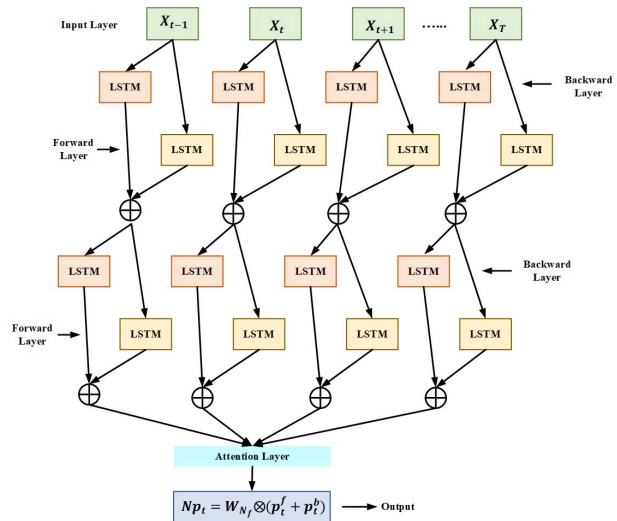 Input Layer
X_{t−1} X_t X_{t+1} ...... X_T
LSTM LSTM LSTM LSTM
Backward
Layer
Forward
Layer
LSTM LSTM LSTM LSTM
LSTM LSTM LSTM LSTM
Backward
Layer
Forward
Layer
LSTM LSTM LSTM LSTM
Attention Layer
Np_t = W_{N_f}⊗(p_t^f + p_t^b)
Output